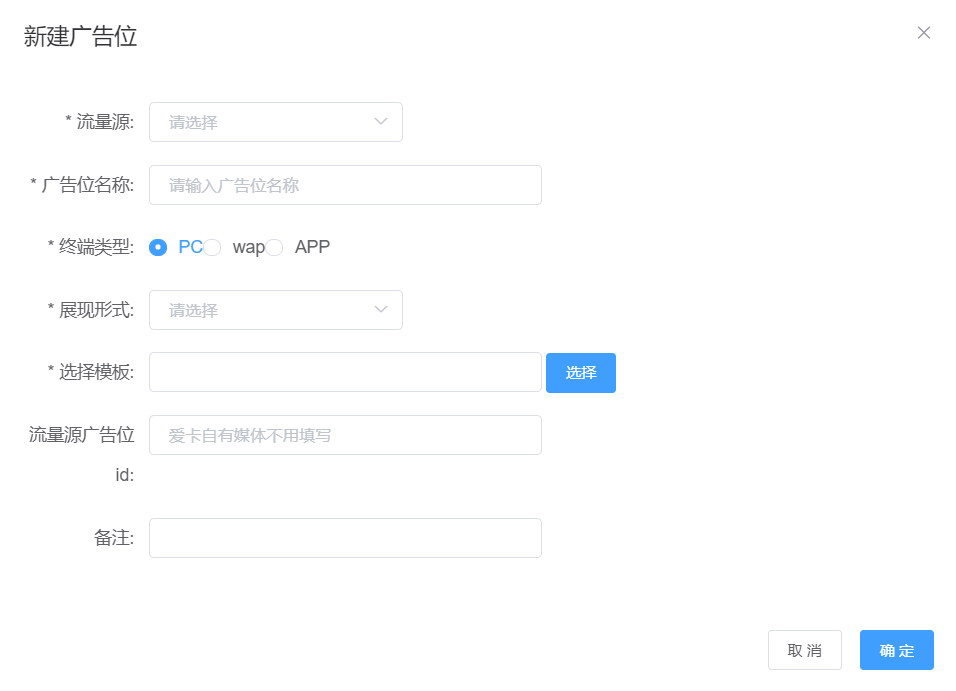 新建广告位
* 流量源: 请选择
* 广告位名称: 请输入广告位名称
* 终端类型: PC wap APP
* 展现形式: 请选择
* 选择模板: 选择
流量源广告位 爱卡自有媒体不用填写
id:
备注:
取 消 确 定